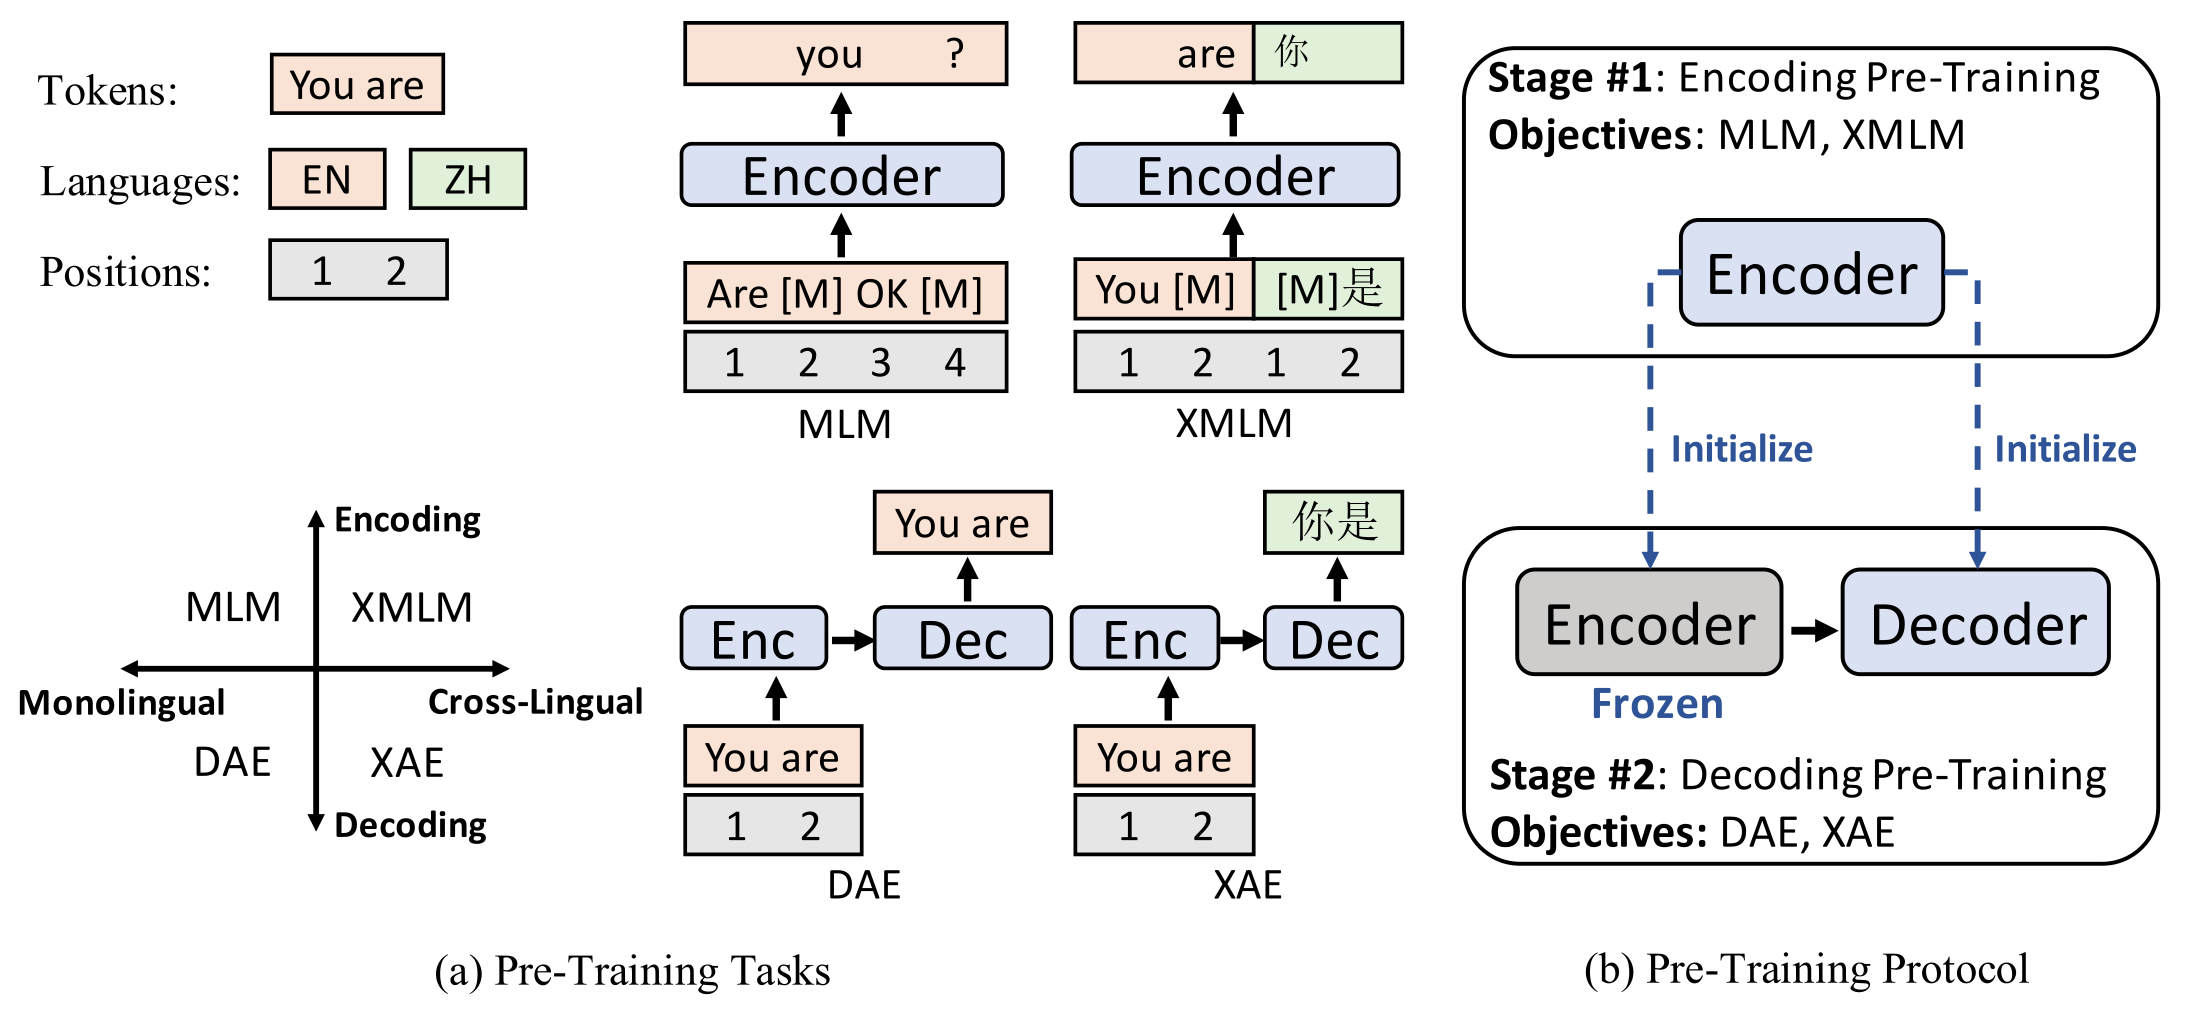 Tokens: You are
Languages: EN ZH
Positions: 1 2
you ?
Encoder
Are [M] OK [M]
1 2 3 4
MLM
are 你
Encoder
You [M] [M]是
1 2 1 2
XMLM
Encoding
MLM XMLM
Monolingual Cross-Lingual
DAE XAE
Decoding
You are
Enc Dec
You are
1 2
DAE
你是
Enc Dec
You are
1 2
XAE
(a) Pre-Training Tasks
Stage #1: Encoding Pre-Training
Objectives: MLM, XMLM
Encoder
Initialize Initialize
Encoder Decoder
Frozen
Stage #2: Decoding Pre-Training
Objectives: DAE, XAE
(b) Pre-Training Protocol